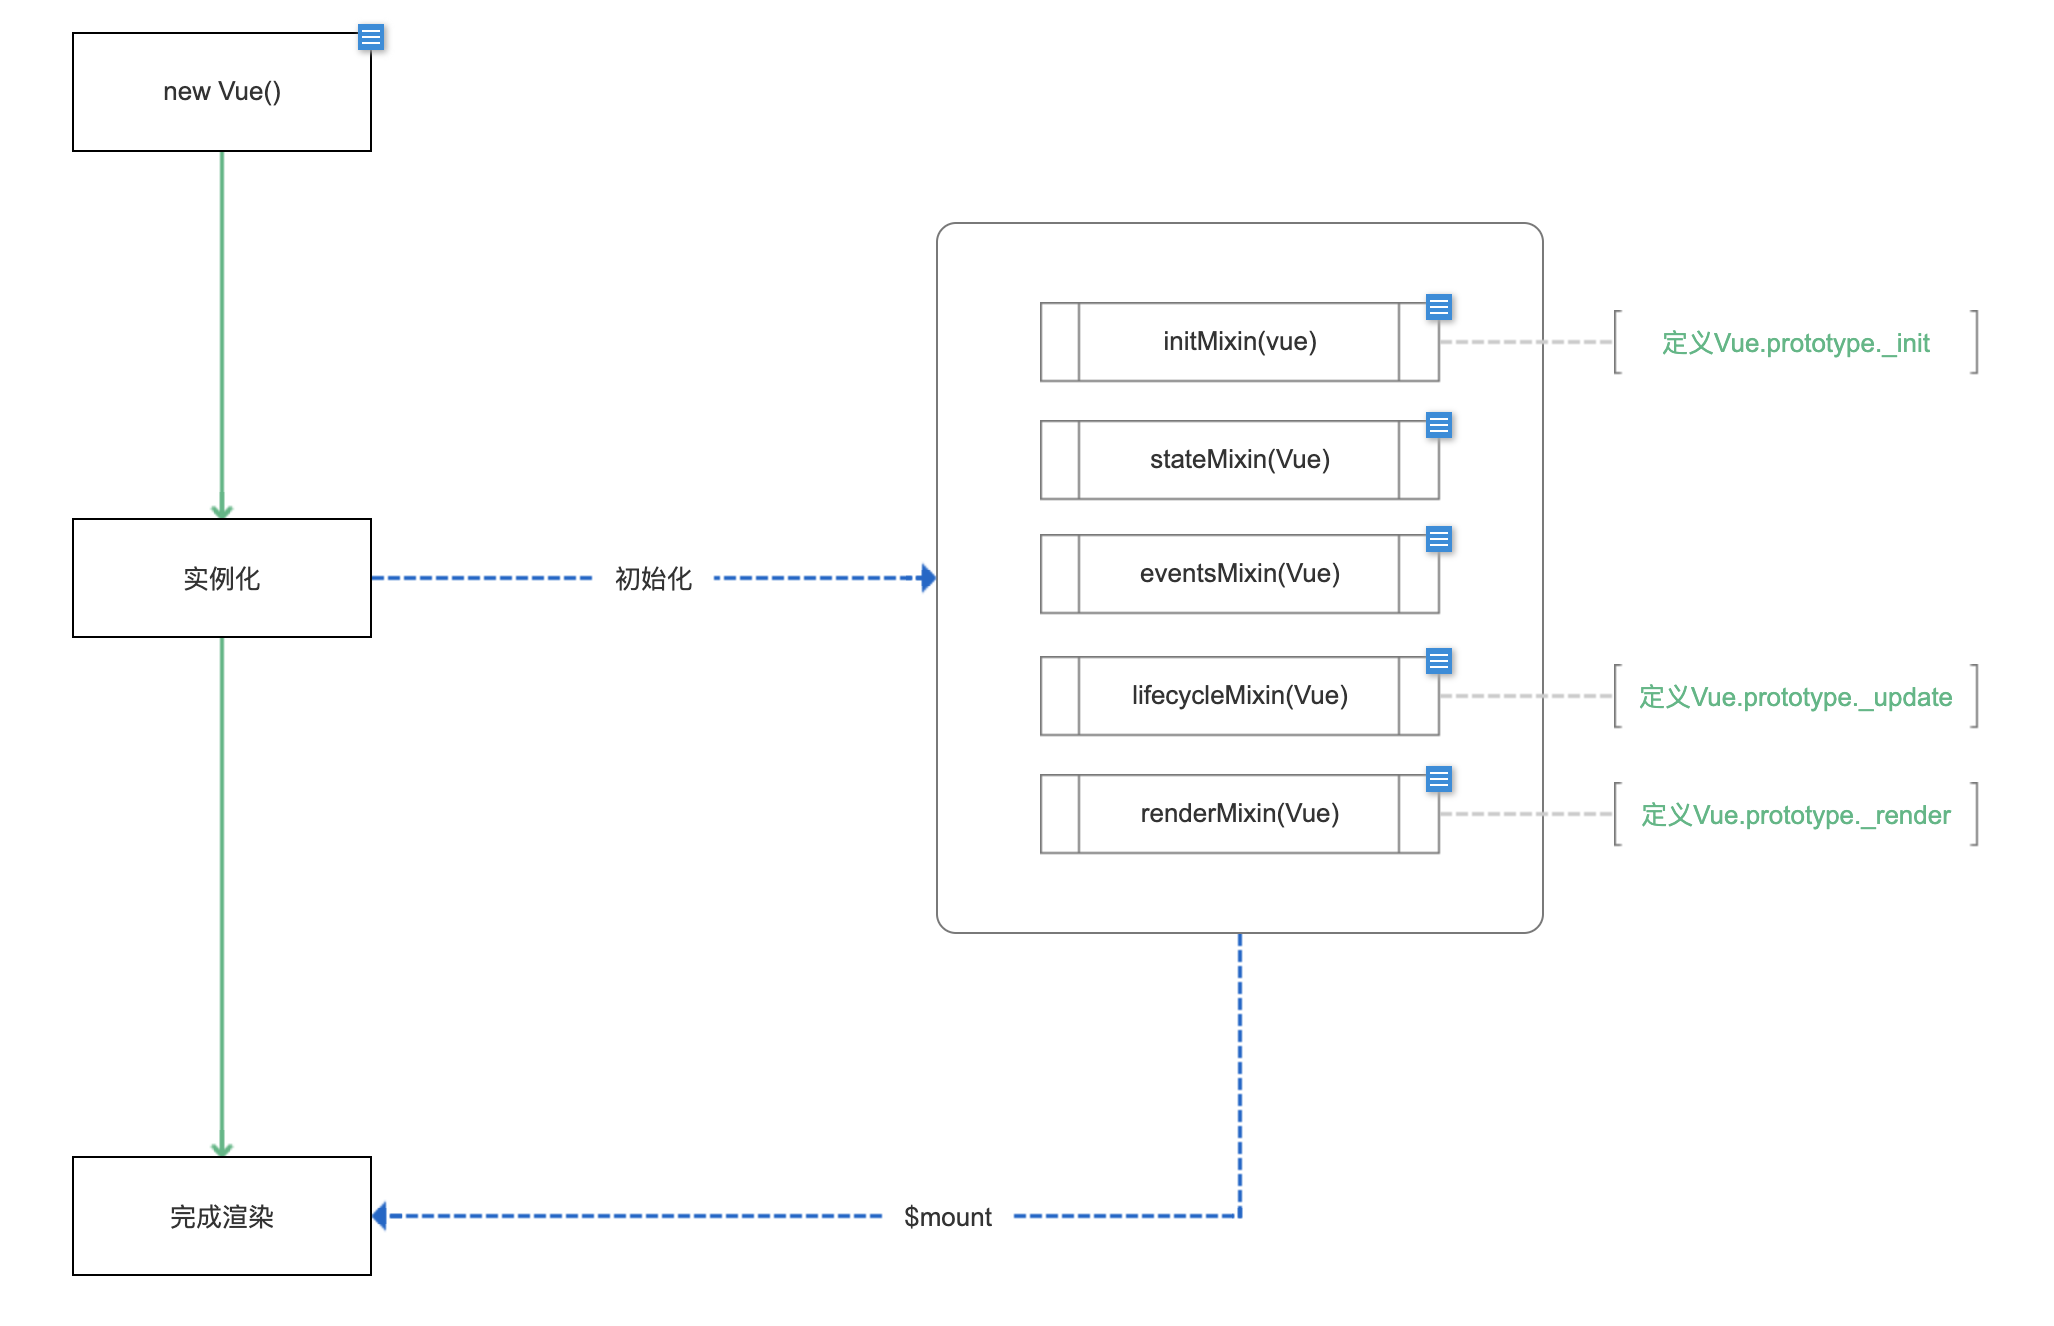 new Vue()
initMixin(vue)
定义Vue.prototype._init
stateMixin(Vue)
实例化
初始化
eventsMixin(Vue)
lifecycleMixin(Vue)
定义Vue.prototype._update
renderMixin(Vue)
定义Vue.prototype._render
完成渲染
$mount